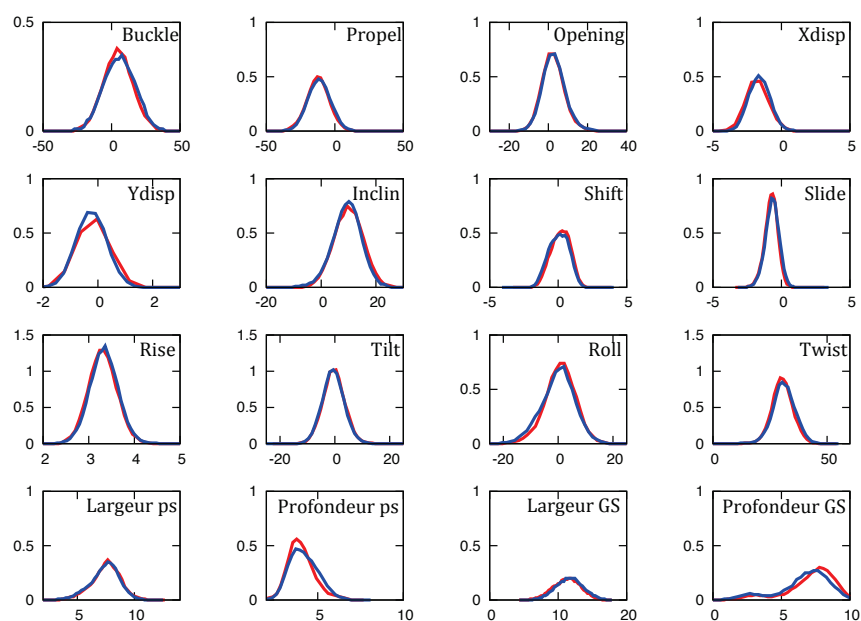 0.5 1 1 1
Buckle Propel Opening Xdisp
0.5 0.5 0.5
0 0 0 0
-50 0 50 -50 0 50 -20 0 20 40 -5 0 5
1 1 1 1
Ydisp Inclin Shift Slide
0.5 0.5 0.5 0.5
0 0 0 0
-2 0 2 -20 0 20 -5 0 5 -5 0 5
1.5 1.5 1 1.5
Rise Tilt Roll Twist
1 1 1
0.5 0.5 0.5 0.5
0 0 0 0
2 3 4 5 -20 0 20 -20 0 20 0 50
1 1 1 1
Largeur ps Profondeur ps Largeur GS Profondeur GS
0.5 0.5 0.5 0.5
0 0 0 0
5 10 5 10 0 10 20 0 5 10